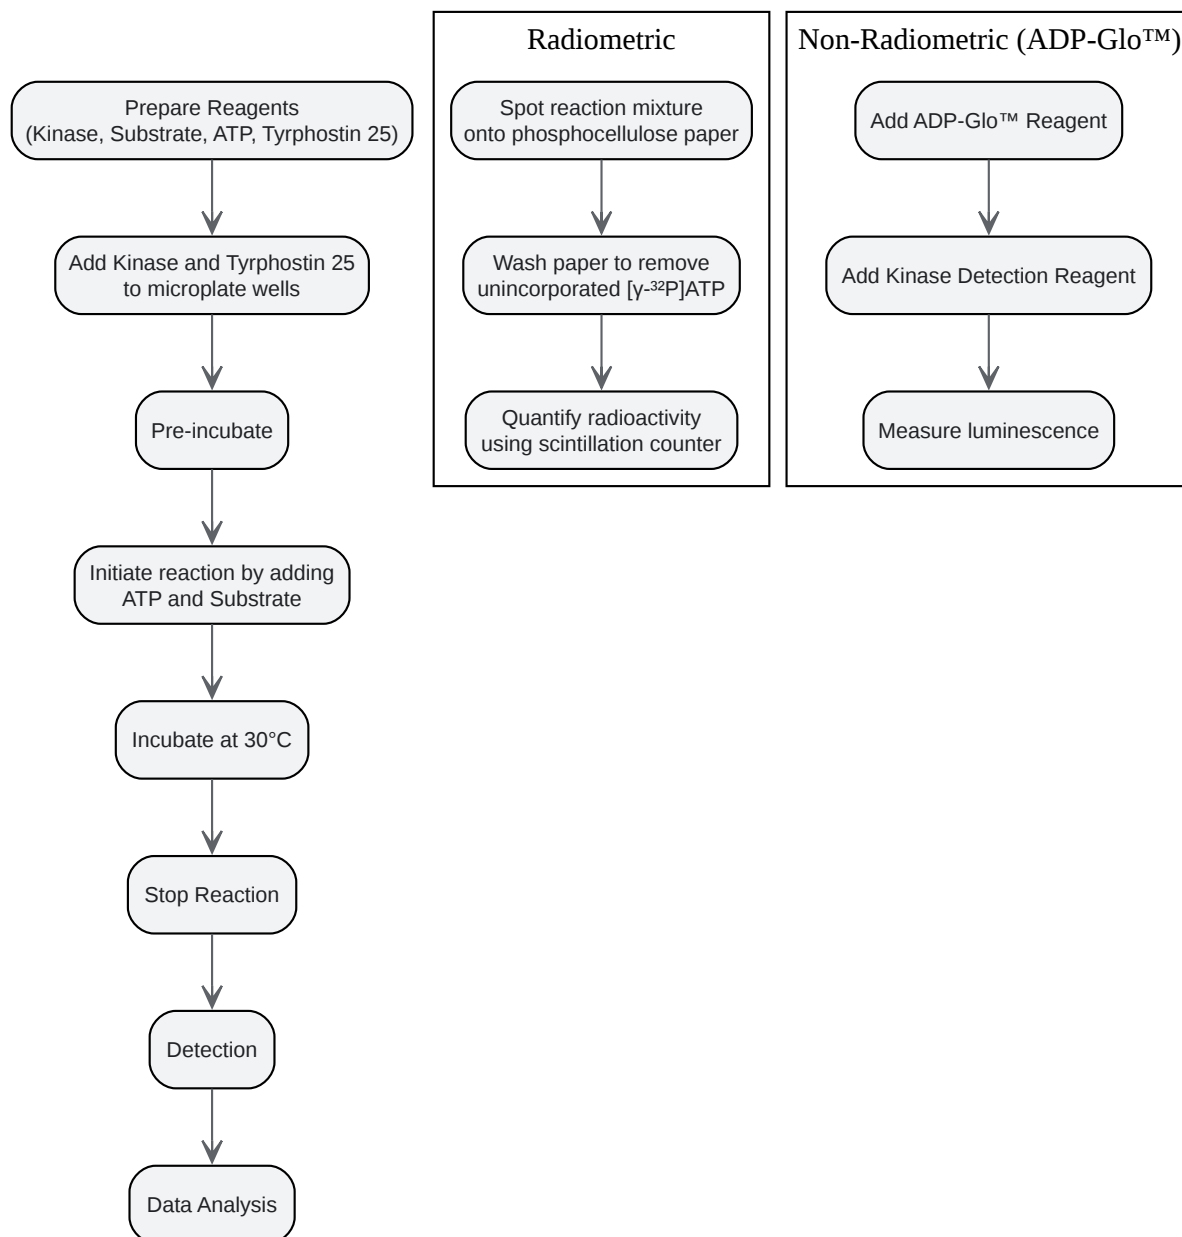 Prepare Reagents
(Kinase, Substrate, ATP, Tyrphostin 25)
Add Kinase and Tyrphostin 25
to microplate wells
Pre-incubate
Initiate reaction by adding
ATP and Substrate
Incubate at 30°C
Stop Reaction
Detection
Data Analysis
Radiometric
Spot reaction mixture
onto phosphocellulose paper
Wash paper to remove
unincorporated [γ-³²P]ATP
Quantify radioactivity
using scintillation counter
Non-Radiometric (ADP-Glo™)
Add ADP-Glo™ Reagent
Add Kinase Detection Reagent
Measure luminescence